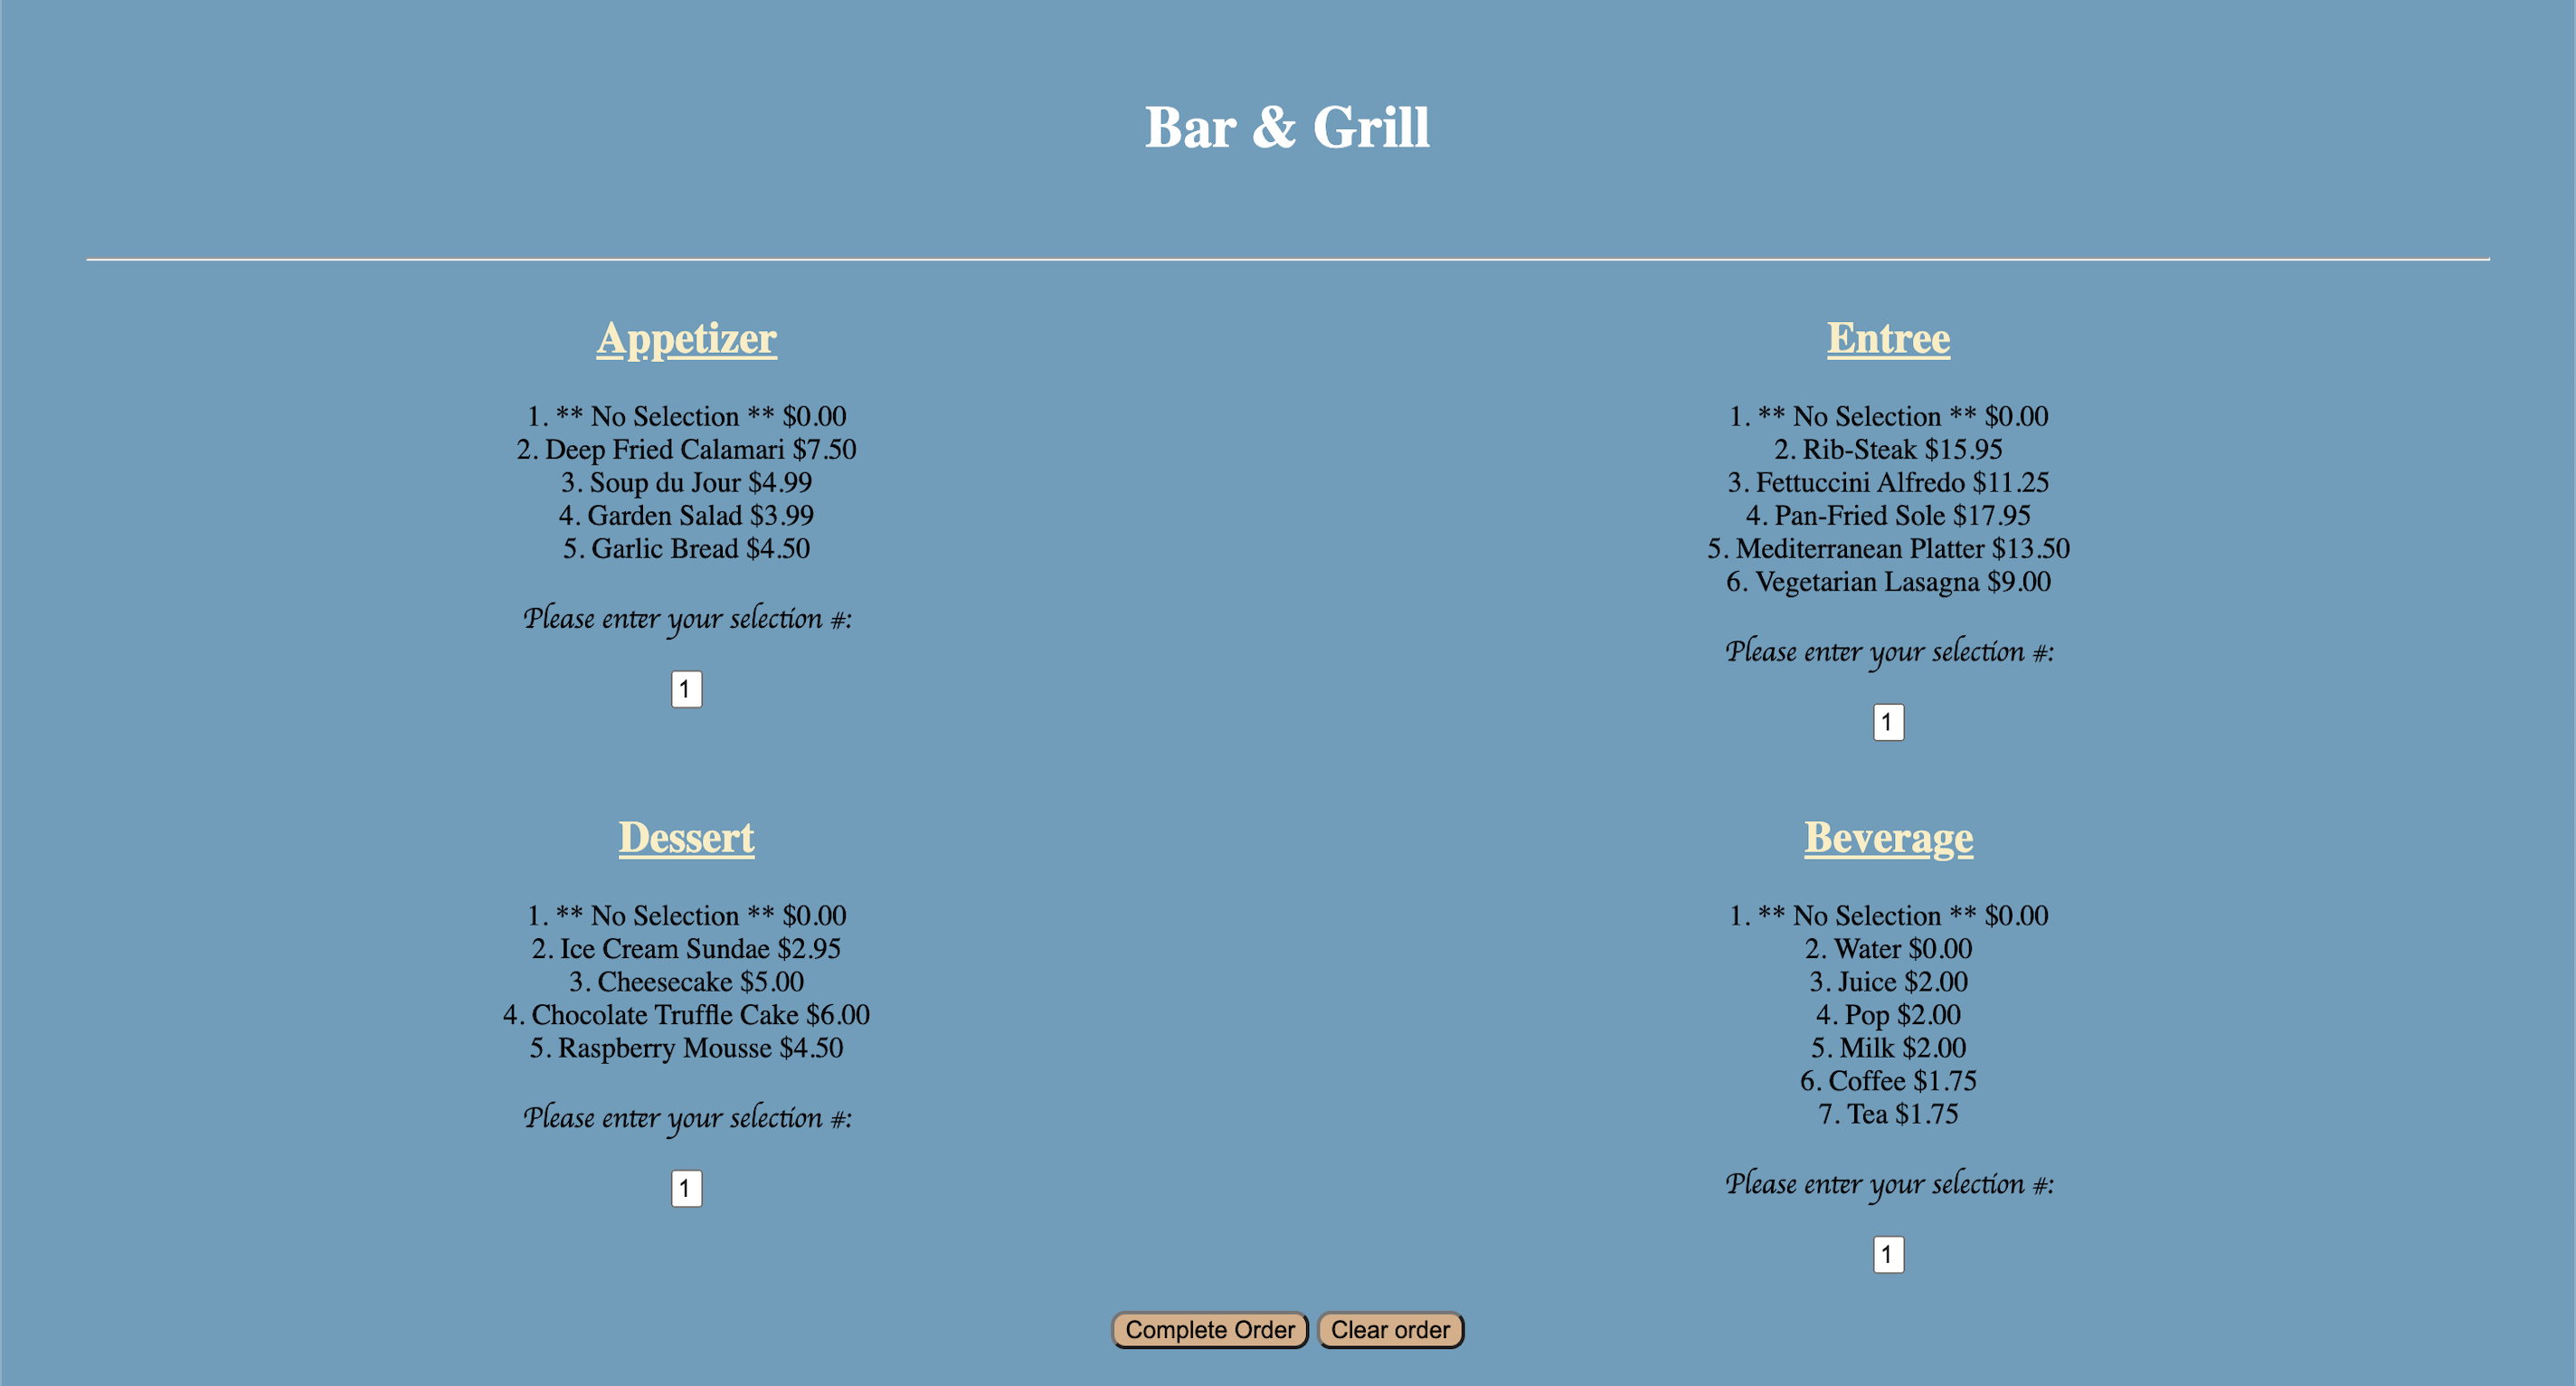 Bar & Grill
Appetizer
1. ** No Selection ** $0.00
2. Deep Fried Calamari $7.50
3. Soup du Jour $4.99
4. Garden Salad $3.99
5. Garlic Bread $4.50
Please enter your selection #:
1
Entree
1. ** No Selection ** $0.00
2. Rib-Steak $15.95
3. Fettuccini Alfredo $11.25
4. Pan-Fried Sole $17.95
5. Mediterranean Platter $13.50
6. Vegetarian Lasagna $9.00
Please enter your selection #:
1
Dessert
1. ** No Selection ** $0.00
2. Ice Cream Sundae $2.95
3. Cheesecake $5.00
4. Chocolate Truffle Cake $6.00
5. Raspberry Mousse $4.50
Please enter your selection #:
1
Beverage
1. ** No Selection ** $0.00
2. Water $0.00
3. Juice $2.00
4. Pop $2.00
5. Milk $2.00
6. Coffee $1.75
7. Tea $1.75
Please enter your selection #:
1
Complete Order Clear order